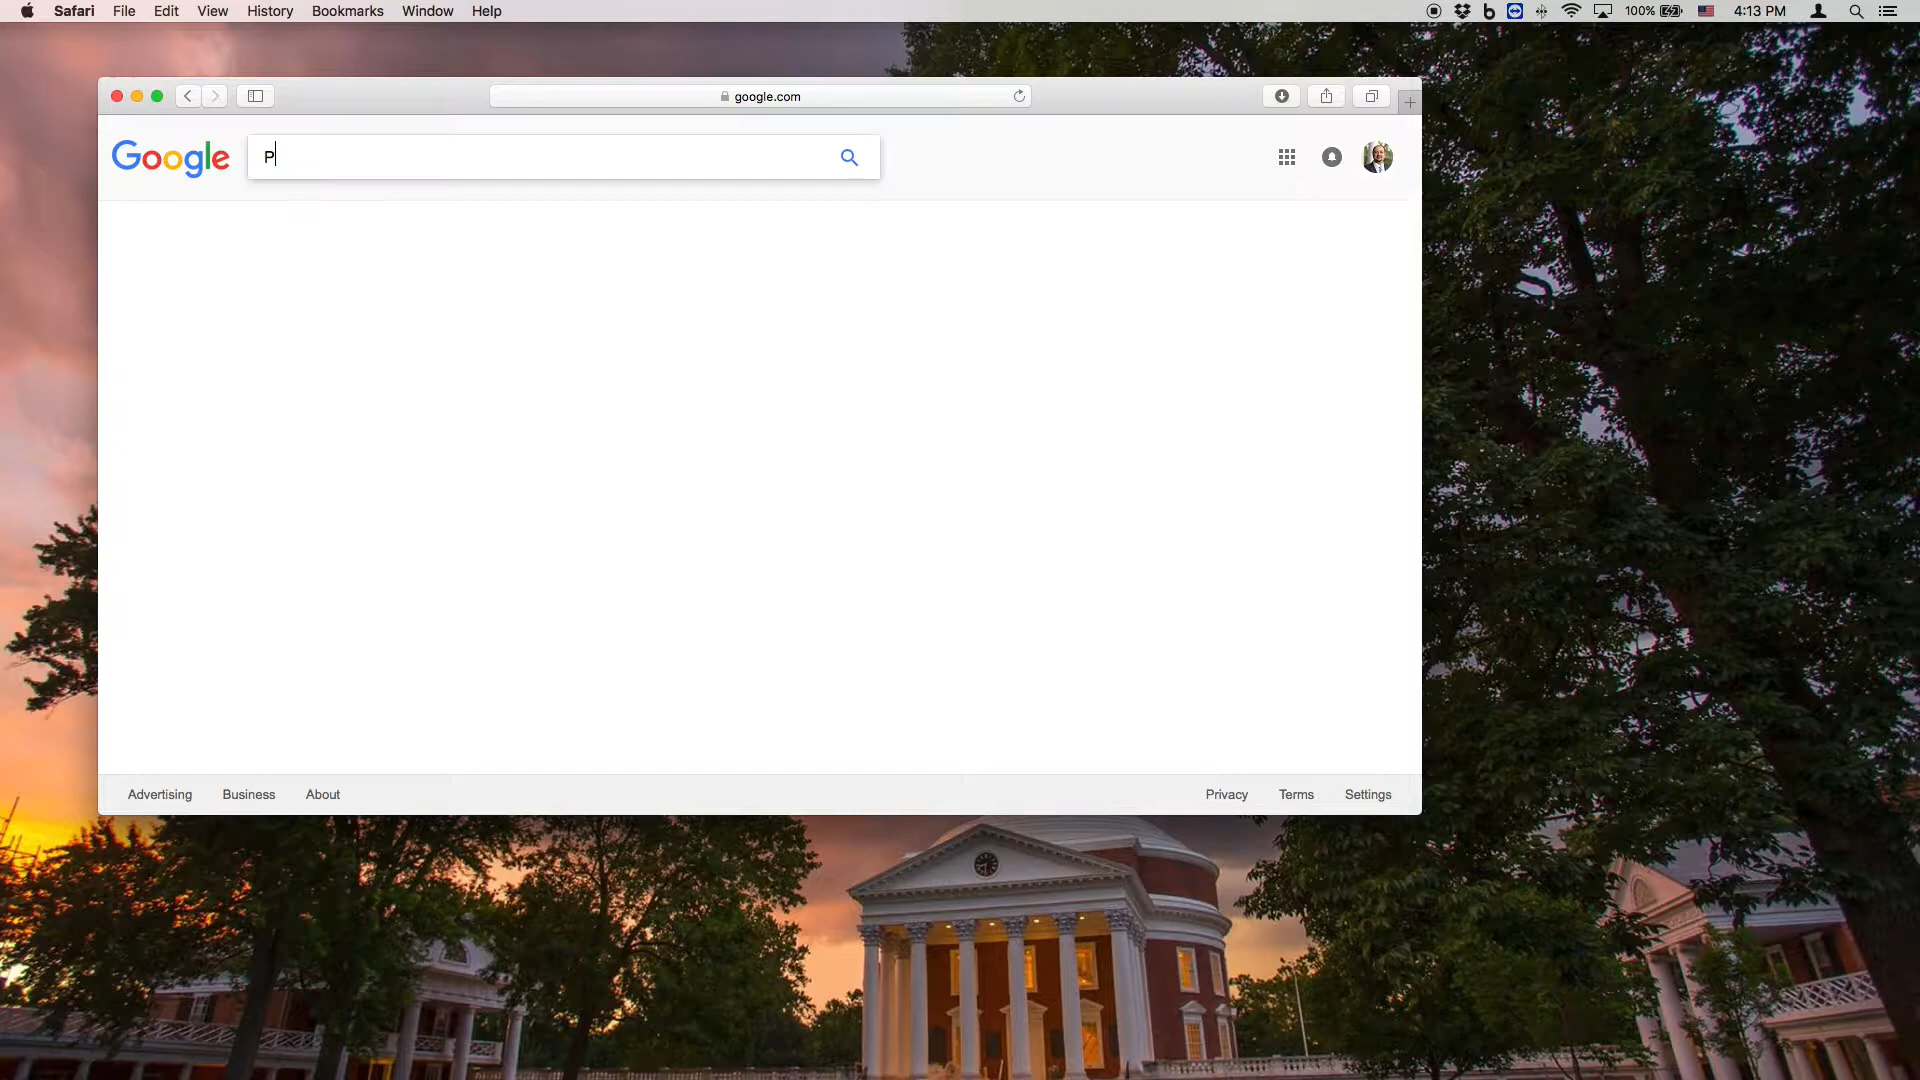 Safari File Edit View History Bookmarks Window Help
100% 4:13 PM
google.com
Google P
Advertising Business About
Privacy Terms Settings